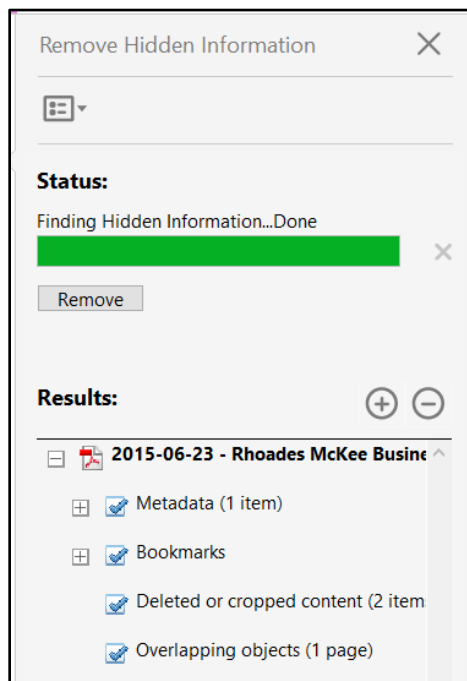 Remove Hidden Information
Status:
Finding Hidden Information...Done
Remove
Results:
2015-06-23 - Rhoades McKee Busine
Metadata (1 item)
Bookmarks
Deleted or cropped content (2 item
Overlapping objects (1 page)